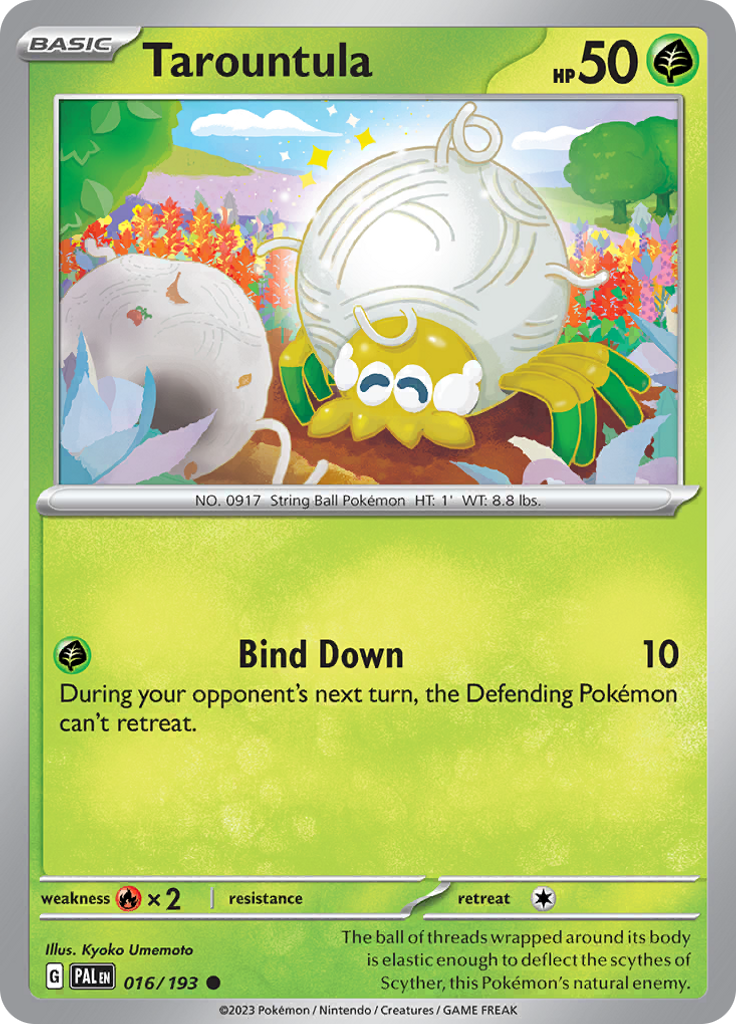 BASIC Tarountula HP 50
NO. 0917 String Ball Pokémon HT: 1' WT: 8.8 lbs.
Bind Down 10
During your opponent's next turn, the Defending Pokémon
can't retreat.
weakness ×2 resistance retreat
Illus. Kyoko Umemoto
The ball of threads wrapped around its body
is elastic enough to deflect the scythes of
Scyther, this Pokémon's natural enemy.
G PAL EN 016/193
©2023 Pokémon / Nintendo / Creatures / GAME FREAK